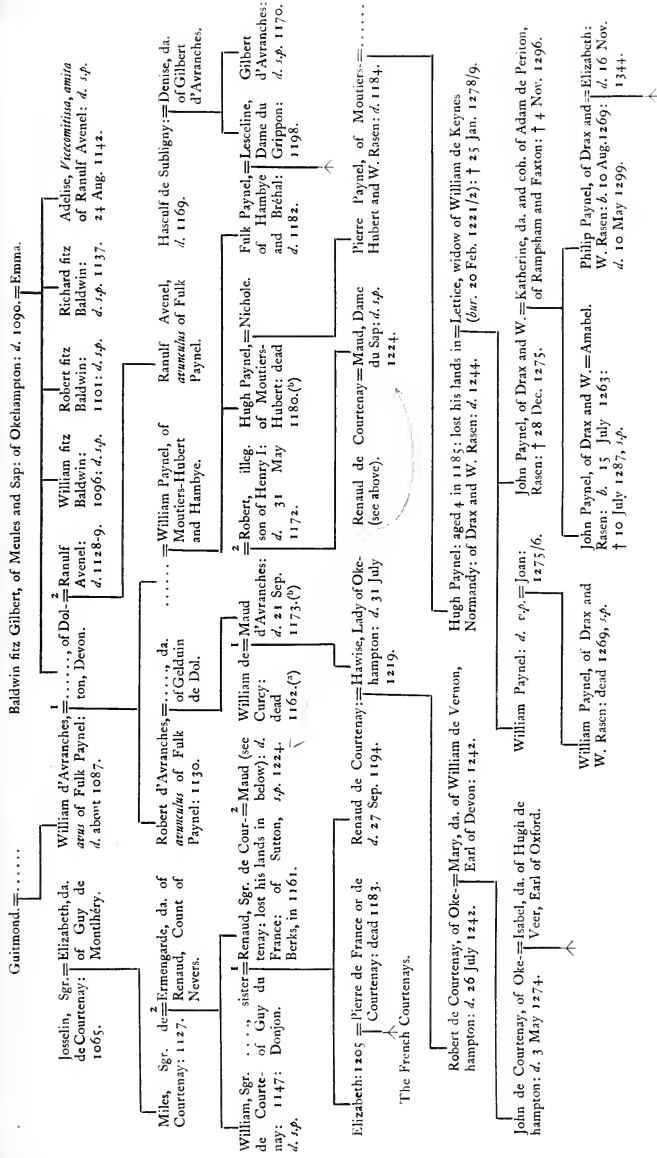 Baldwin fitz Gilbert, of Meules and Sap: of Okehampton: d. 1090.=Emma.
Guitmond.=......
Josselin, Sgr.=Elizabeth, da.
de Courtenay: of Guy de
1065. Montlhéry.
William d'Avranches,=......, of Dol-=Ranulf
avus of Fulk Paynel: ton, Devon. Avenel:
d. about 1087. d. 1128-9.
1
2
William fitz
Baldwin:
1096: d. s.p.
Robert fitz
Baldwin:
1101: d. s.p.
Richard fitz
Baldwin:
d. s.p. 1137.
Adelise, Vicecomitissa, amita
of Ranulf Avenel: d. s.p.
24 Aug. 1142.
Miles, Sgr. de=Ermengarde, da. of
Courtenay: 1127. Renaud, Count of
Nevers.
2
Robert d'Avranches,=......, da.
avunculus of Fulk of Gelduin
Paynel: 1130. de Dol.
......=William Paynel, of
Moutiers-Hubert
and Hambye.
Ranulf Avenel,
avunculus of Fulk
Paynel.
Hasculf de Subligny:=Denise, da.
d. 1169. of Gilbert
d'Avranches.
William, Sgr.
de Courte-
nay: 1147:
d. s.p.
....., sister=Renaud, Sgr. de Cour-=Maud (see
of Guy du tenay: lost his lands in below): d.
Donjon. France: of Sutton, s.p. 1224.
Berks, in 1161.
1
2
William de=Maud =Robert, illeg.
Curcy: d'Avranches: son of Henry I:
dead d. 21 Sep. d. 31 May
1162.(a) 1173.(b) 1172.
1
2
Hugh Paynel,=Nichole.
of Moutiers-
Hubert: dead
1180.(b)
Fulk Paynel,=Lesceline,
of Hambye Dame du
and Bréhal: Grippon:
d. 1182. 1198.
Gilbert
d'Avranches:
d. s.p. 1170.
Elizabeth: 1205=Pierre de France or de
Courtenay: dead 1183.
The French Courtenays.
Renaud de Courtenay:=Hawise, Lady of Oke-
d. 27 Sep. 1194. hampton: d. 31 July
1219.
Renaud de Courtenay=Maud, Dame
(see above). du Sap: d. s.p.
1224.
Pierre Paynel, of Moutiers-=......
Hubert and W. Rasen: d. 1184.
Robert de Courtenay, of Oke-=Mary, da. of William de Vernon,
hampton: d. 26 July 1242. Earl of Devon: 1242.
Hugh Paynel: aged 4 in 1185: lost his lands in=Lettice, widow of William de Keynes
Normandy: of Drax and W. Rasen: d. 1244. (bur. 20 Feb. 1221/2): † 25 Jan. 1278/9.
John de Courtenay, of Oke-=Isabel, da. of Hugh de
hampton: d. 3 May 1274. Veer, Earl of Oxford.
William Paynel: d. v.p.=Joan:
1275/6.
John Paynel, of Drax and W.=Katherine, da. and coh. of Adam de Periton,
Rasen: † 28 Dec. 1275. of Rampsham and Faxton: † 4 Nov. 1296.
William Paynel, of Drax and
W. Rasen: dead 1269, s.p.
John Paynel, of Drax and W.=Amabel.
Rasen: b. 15 July 1263:
† 10 July 1287, s.p.
Philip Paynel, of Drax and=Elizabeth:
W. Rasen: b. 10 Aug. 1269: d. 16 Nov.
d. 10 May 1299. 1344.